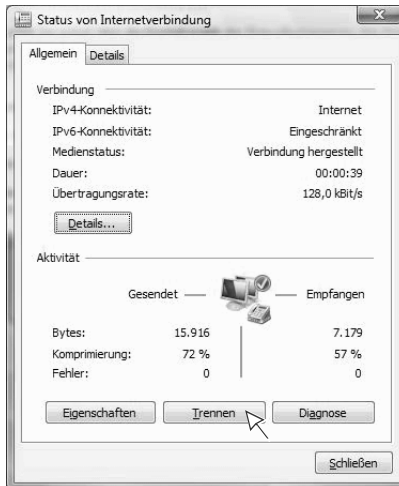 Status von Internetverbindung
Allgemein Details
Verbindung
IPv4-Konnektivität: Internet
IPv6-Konnektivität: Eingeschränkt
Medienstatus: Verbindung hergestellt
Dauer: 00:00:39
Übertragungsrate: 128,0 kBit/s
Details...
Aktivität
Gesendet Empfangen
Bytes: 15.916 7.179
Komprimierung: 72 % 57 %
Fehler: 0 0
Eigenschaften Trennen Diagnose
Schließen